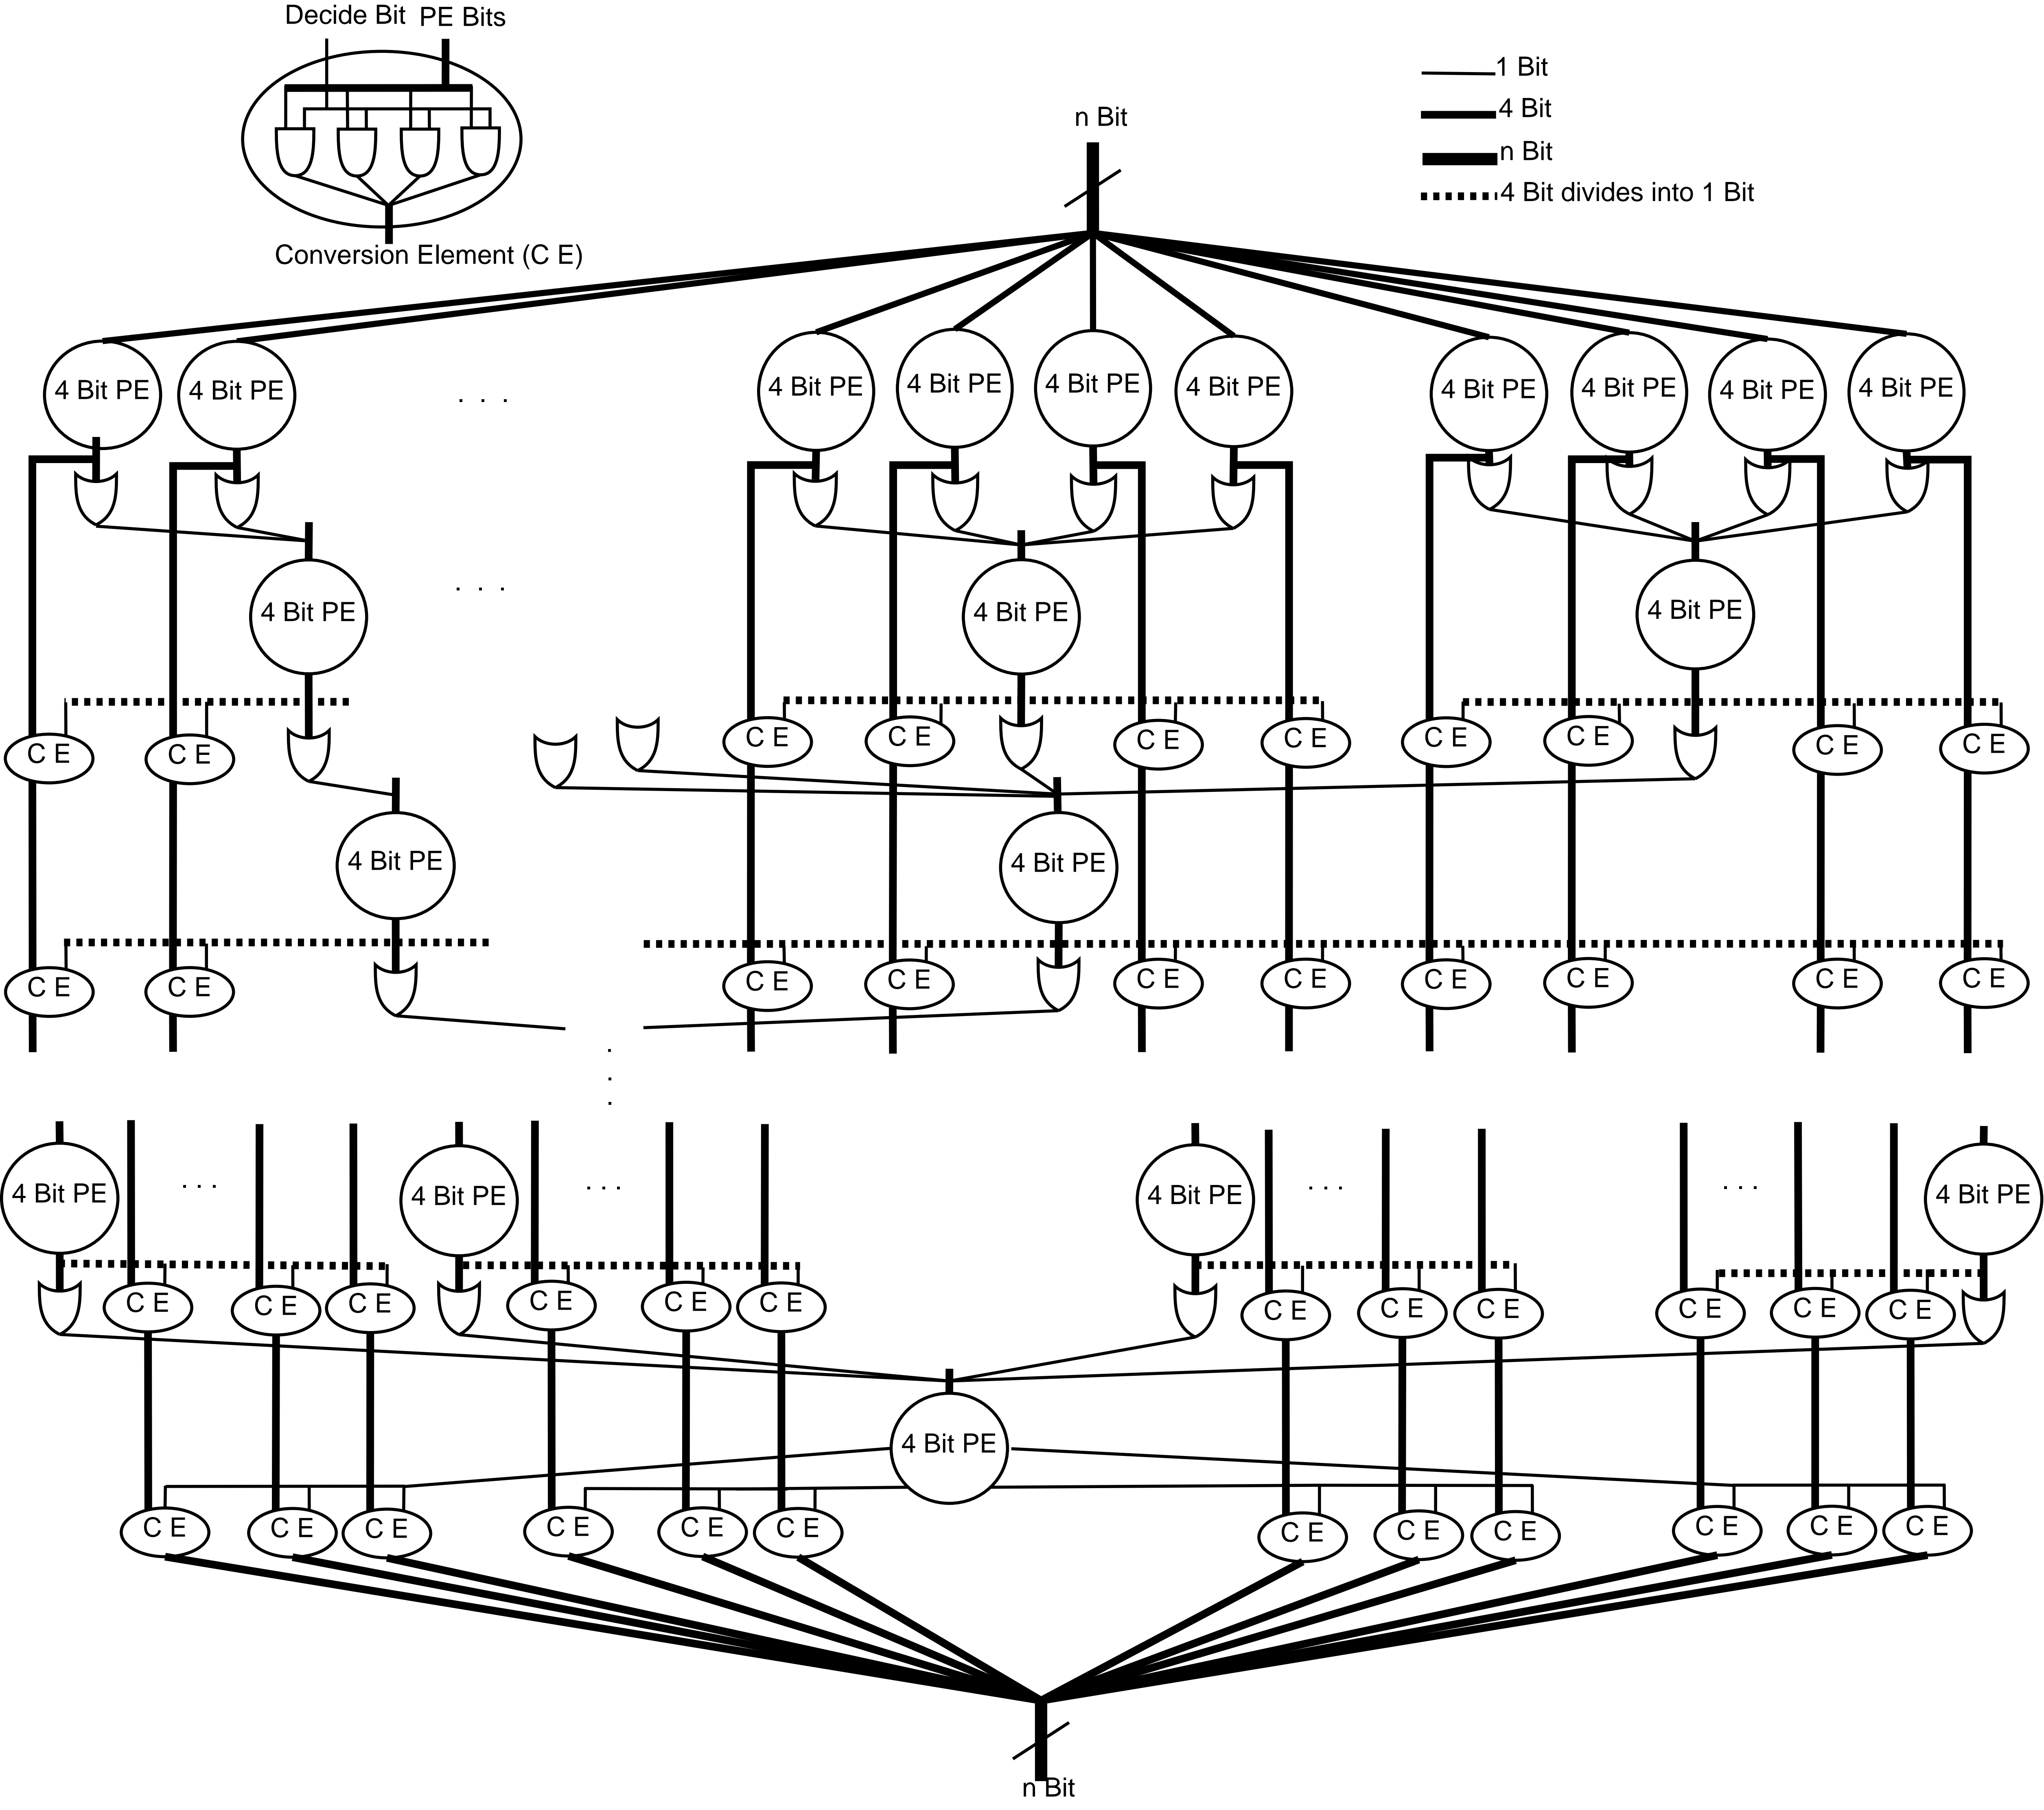 Decide Bit PE Bits
Conversion Element (C E)
1 Bit
4 Bit
n Bit
4 Bit divides into 1 Bit
n Bit
4 Bit PE 4 Bit PE . . . 4 Bit PE 4 Bit PE 4 Bit PE 4 Bit PE 4 Bit PE 4 Bit PE 4 Bit PE 4 Bit PE
4 Bit PE . . . 4 Bit PE 4 Bit PE
C E C E C E C E C E C E C E C E C E C E
4 Bit PE 4 Bit PE
C E C E C E C E C E C E C E C E C E C E
.
.
.
4 Bit PE . . . 4 Bit PE . . . 4 Bit PE . . . . . . 4 Bit PE
C E C E C E C E C E C E C E C E C E C E C E C E
4 Bit PE
C E C E C E C E C E C E C E C E C E C E C E C E
n Bit